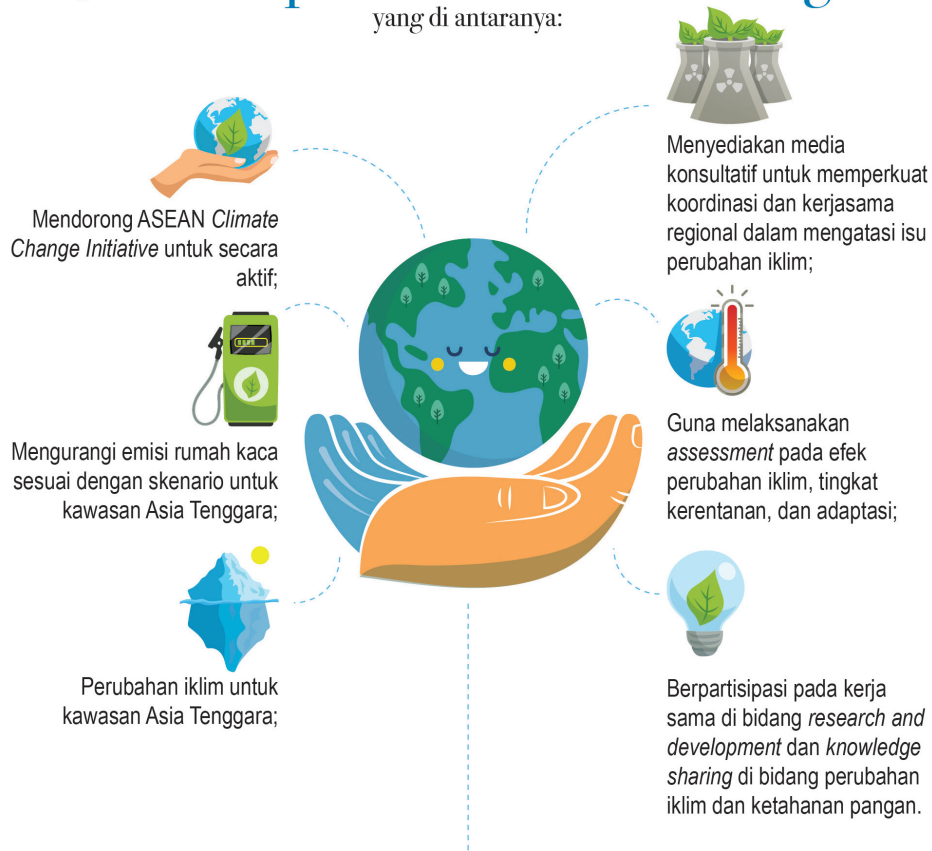 yang di antaranya:
Mendorong ASEAN Climate
Change Initiative untuk secara
aktif;
Mengurangi emisi rumah kaca
sesuai dengan skenario untuk
kawasan Asia Tenggara;
Perubahan iklim untuk
kawasan Asia Tenggara;
Menyediakan media
konsultatif untuk memperkuat
koordinasi dan kerjasama
regional dalam mengatasi isu
perubahan iklim;
Guna melaksanakan
assessment pada efek
perubahan iklim, tingkat
kerentanan, dan adaptasi;
Berpartisipasi pada kerja
sama di bidang research and
development dan knowledge
sharing di bidang perubahan
iklim dan ketahanan pangan.